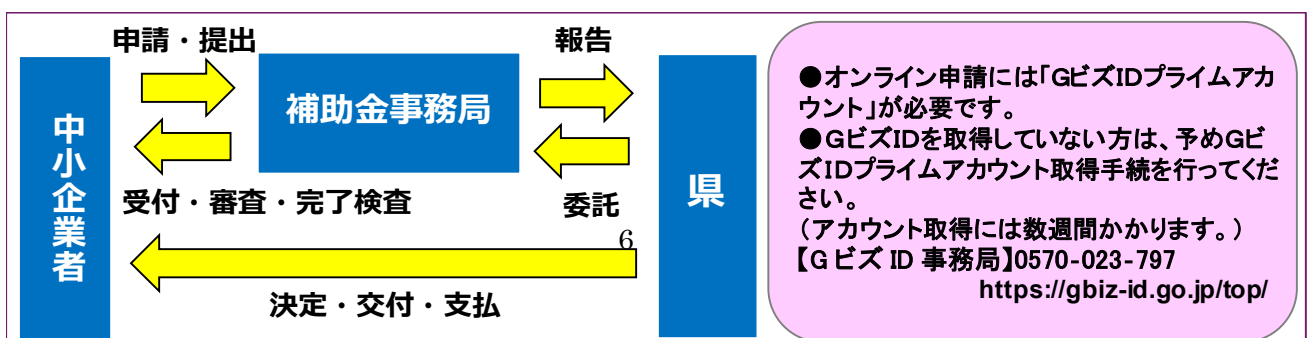 申請・提出
報告
補助金事務局
中小企業者
県
受付・審査・完了検査
委託
6
決定・交付・支払
●オンライン申請には「GビズIDプライムアカ
ウント」が必要です。
●GビズIDを取得していない方は、予めGビ
ズIDプライムアカウント取得手続を行ってくだ
さい。
（アカウント取得には数週間かかります。）
【GビズID事務局】0570-023-797
https://gbiz-id.go.jp/top/